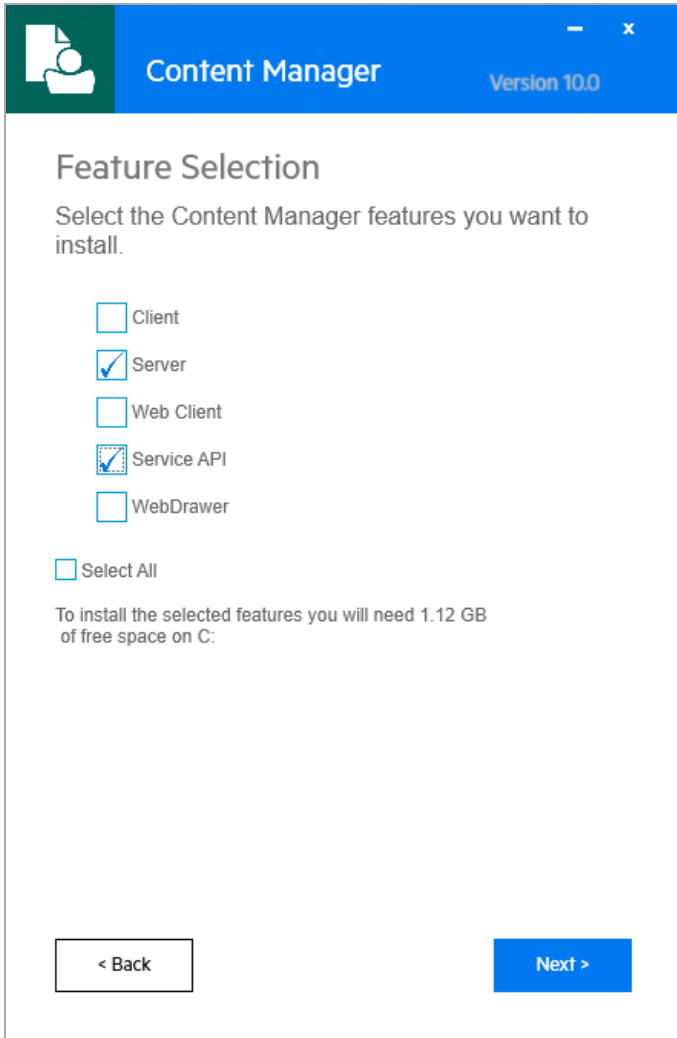 x
Content Manager
Version 10.0
Feature Selection
Select the Content Manager features you want to
install.
Client
Server
Web Client
Service API
WebDrawer
Select All
To install the selected features you will need 1.12 GB
of free space on C:
< Back
Next >